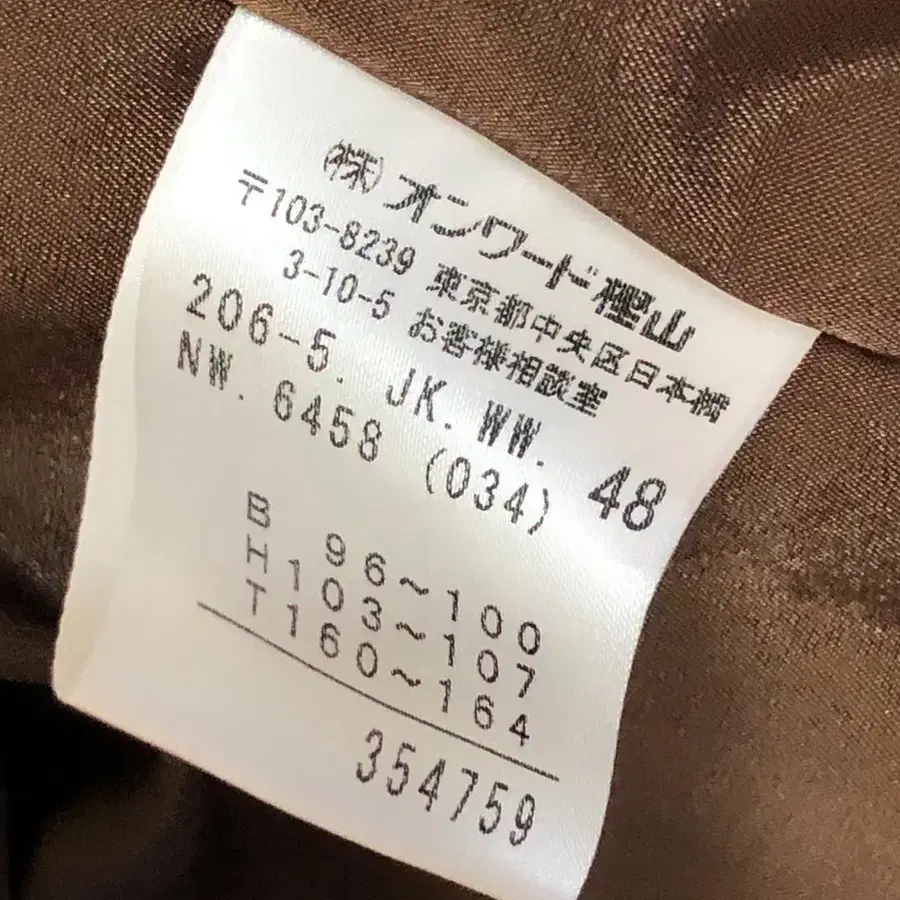 (株)オンワード樫山
〒103-8239 東京都中央区日本橋
3-10-5 お客様相談室
206-5. JK. WW. 48
NW. 6458 (034)
B 96~100
H103~107
T160~164
354759